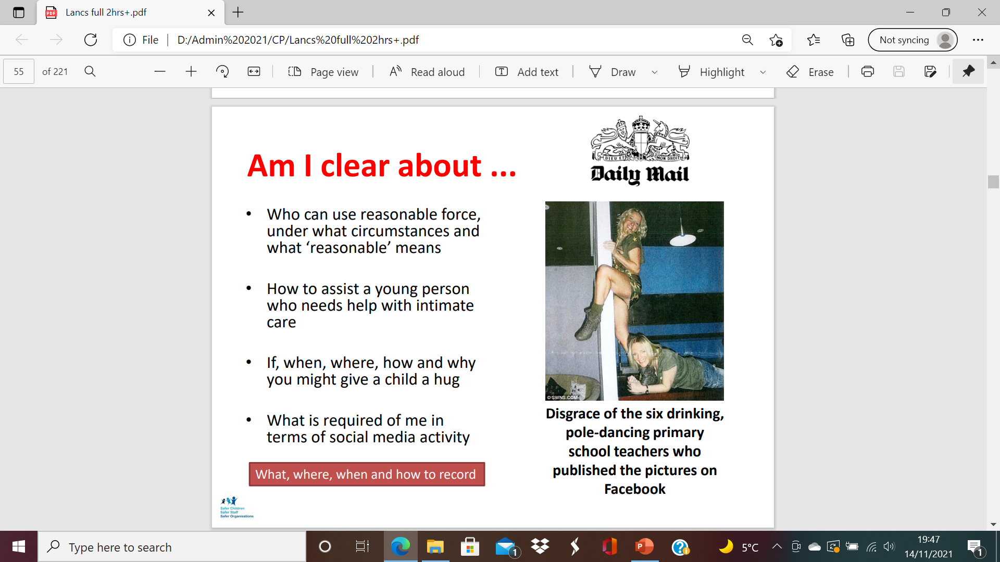 Lancs full 2hrs+.pdf
File
D:/Admin%202021/CP/Lancs%20full%202hrs+.pdf
Not syncing
55 of 221
Page view
Read aloud
Add text
Draw
Highlight
Erase
DIEU ET MON DROIT
Daily Mail
Am I clear about ...
• Who can use reasonable force,
under what circumstances and
what ‘reasonable’ means
• How to assist a young person
who needs help with intimate
care
• If, when, where, how and why
you might give a child a hug
• What is required of me in
terms of social media activity
What, where, when and how to record
Safer Children
Safer Staff
Safer Organisations
© SWNS.COM
Disgrace of the six drinking,
pole-dancing primary
school teachers who
published the pictures on
Facebook
Type here to search
1
5°C
19:47
14/11/2021
1